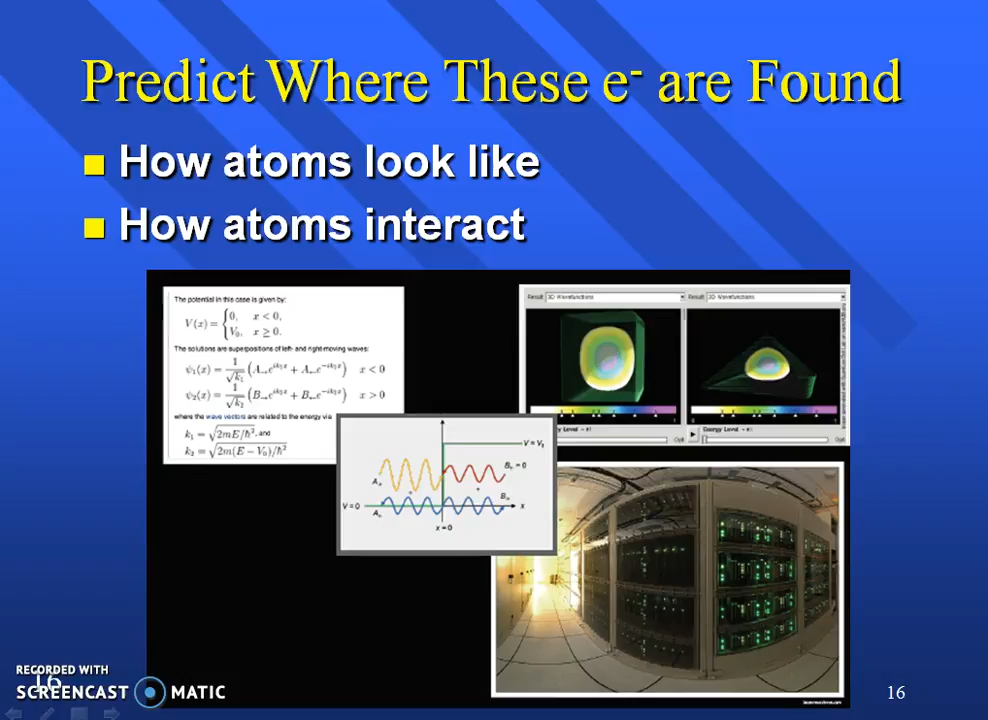 Predict Where These e- are Found
How atoms look like
How atoms interact
The potential in this case is given by:
V(x) = { 0, x < 0,
V₀, x ≥ 0.
The solutions are superpositions of left- and right-moving waves:
ψ₁(x) = 1/√k₁ (A→e^{ik₁x} + A←e^{−ik₁x}) x < 0
ψ₂(x) = 1/√k₂ (B→e^{ik₂x} + B←e^{−ik₂x}) x > 0
where the wave vectors are related to the energy via
k₁ = √2mE/ħ², and
k₂ = √2m(E − V₀)/ħ²
Result 3D Wavefunctions
Result 3D Wavefunctions
Energy Level
Energy Level
Opt
Opt
V = V₀
B← = 0
V = 0
x
x = 0
RECORDED WITH
SCREENCAST MATIC
16
16